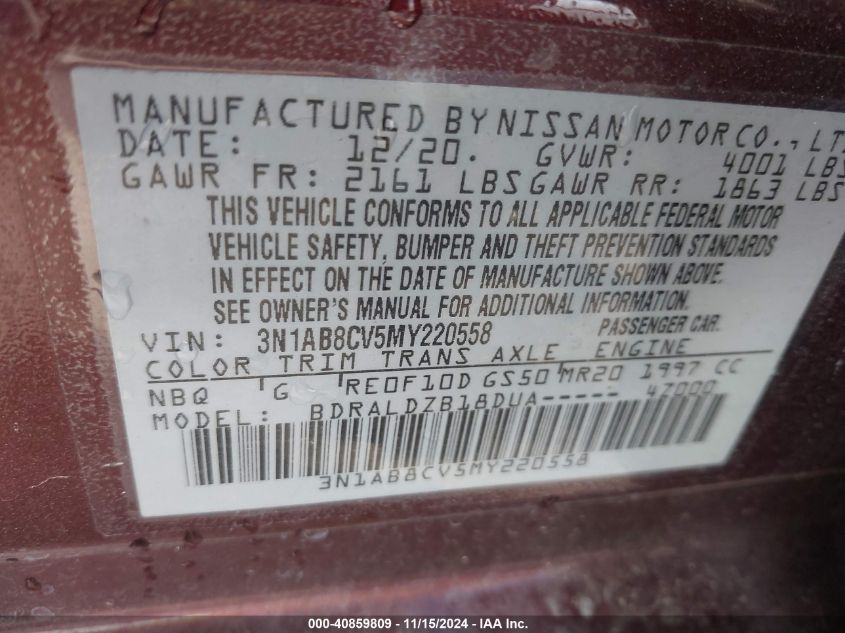 MANUFACTURED BY NISSAN MOTOR CO., LT
DATE: 12/20. GVWR: 4001 LBS
GAWR FR: 2161 LBS GAWR RR: 1863 LBS
THIS VEHICLE CONFORMS TO ALL APPLICABLE FEDERAL MOTOR
VEHICLE SAFETY, BUMPER AND THEFT PREVENTION STANDARDS
IN EFFECT ON THE DATE OF MANUFACTURE SHOWN ABOVE.
SEE OWNER'S MANUAL FOR ADDITIONAL INFORMATION.
VIN: 3N1AB8CV5MY220558 PASSENGER CAR.
COLOR TRIM TRANS AXLE ENGINE
NBQ G RE0F10D GS50 MR20 1997 CC
MODEL: BDRALDZB18DUA----- 47000
3N1AB8CV5MY220558
000-40859809 - 11/15/2024 - IAA Inc.